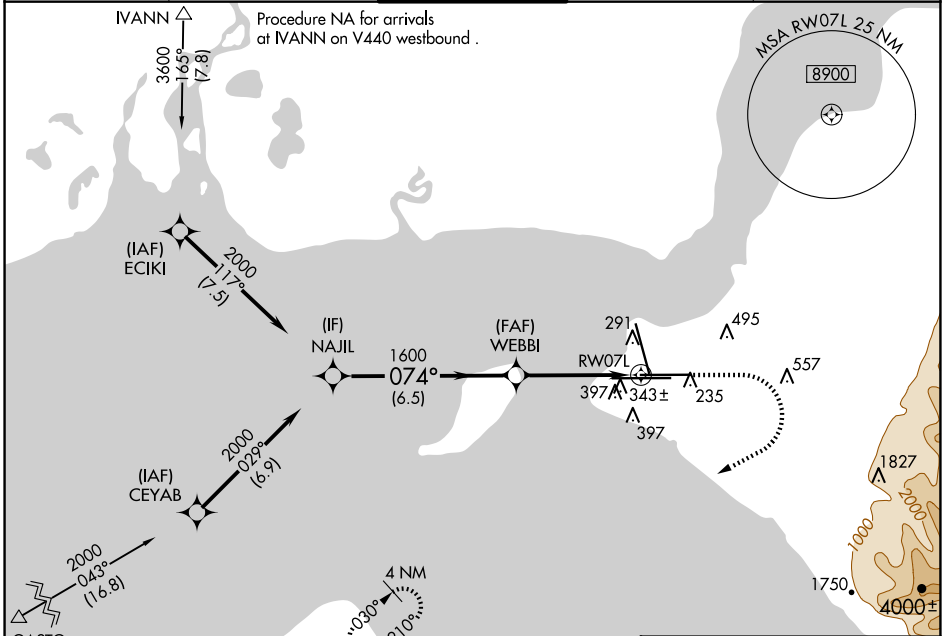 IVANN
Procedure NA for arrivals
at IVANN on V440 westbound .
3600
165°
(7.8)
MSA RW07L 25 NM
8900
(IAF)
ECIKI
2000
117°
(7.5)
(IF)
NAJIL
1600
074°
(6.5)
(FAF)
WEBBI
RW07L
291
495
557
397
343±
235
397
(IAF)
CEYAB
2000
029°
(6.9)
2000
043°
(16.8)
4 NM
030°
210°
1827
1000
2000
1750
4000±